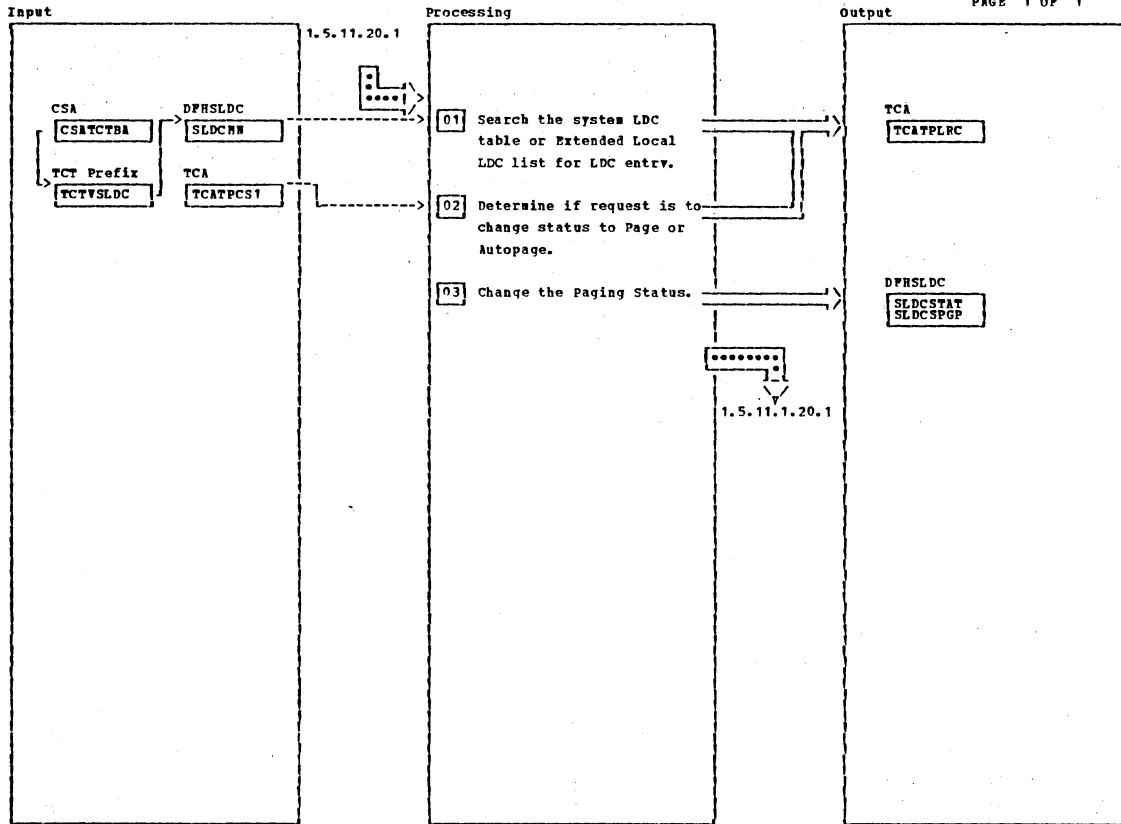 PAGE 1 OF 1
Input
Processing
Output
1.5.11.20.1
CSA
CSATCTBA
DFHSLDC
SLDCMN
TCT Prefix
TCTVSLDC
TCA
TCATPCS1
01 Search the system LDC
table or Extended Local
LDC list for LDC entry.
02 Determine if request is to
change status to Page or
Autopage.
03 Change the Paging Status.
TCA
TCATPLRC
DFHSLDC
SLDCSTAT
SLDCSPGP
1.5.11.1.20.1